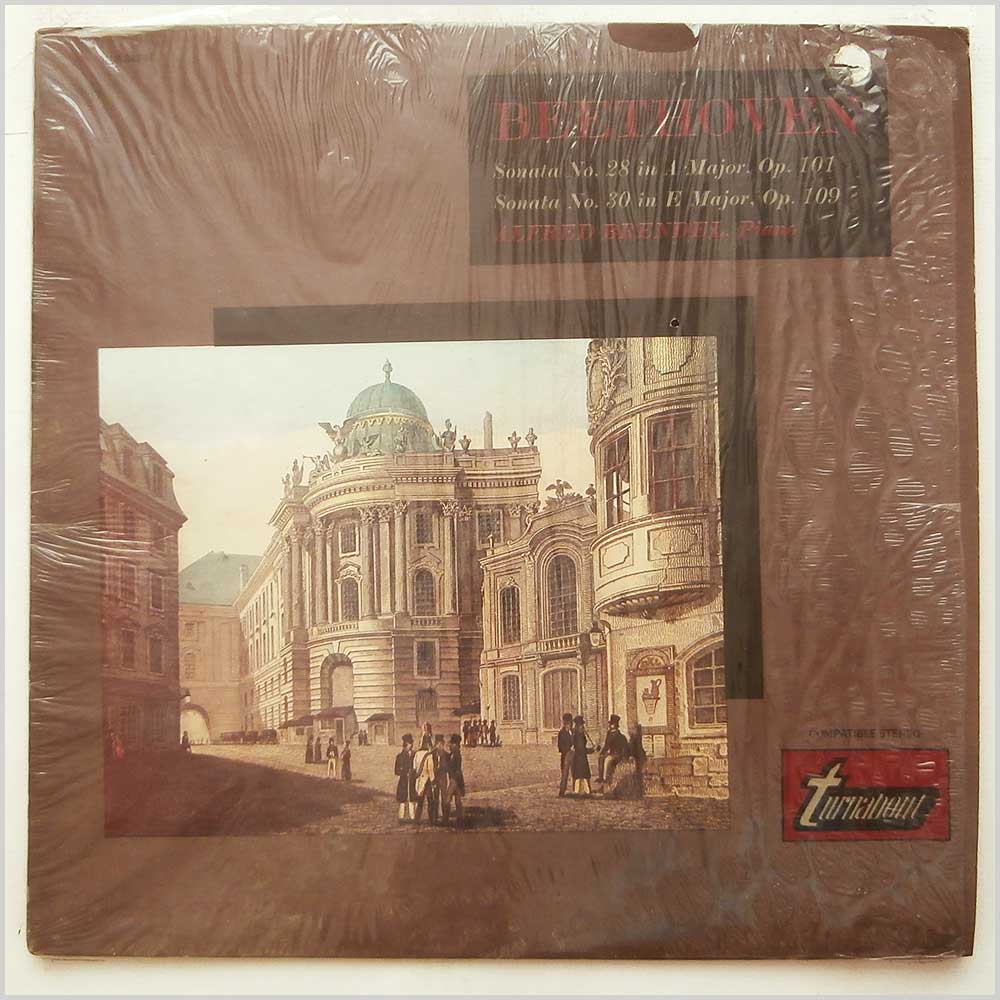 BEETHOVEN
Sonata No. 28 in A Major, Op. 101
Sonata No. 30 in E Major, Op. 109
ALFRED BRENDEL, Piano
COMPATIBLE STEREO
turnabout